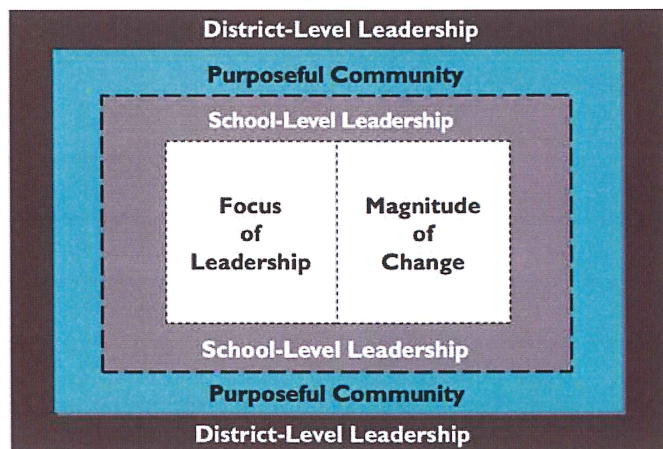 District-Level Leadership
Purposeful Community
School-Level Leadership
Focus
of
Leadership
Magnitude
of
Change
School-Level Leadership
Purposeful Community
District-Level Leadership